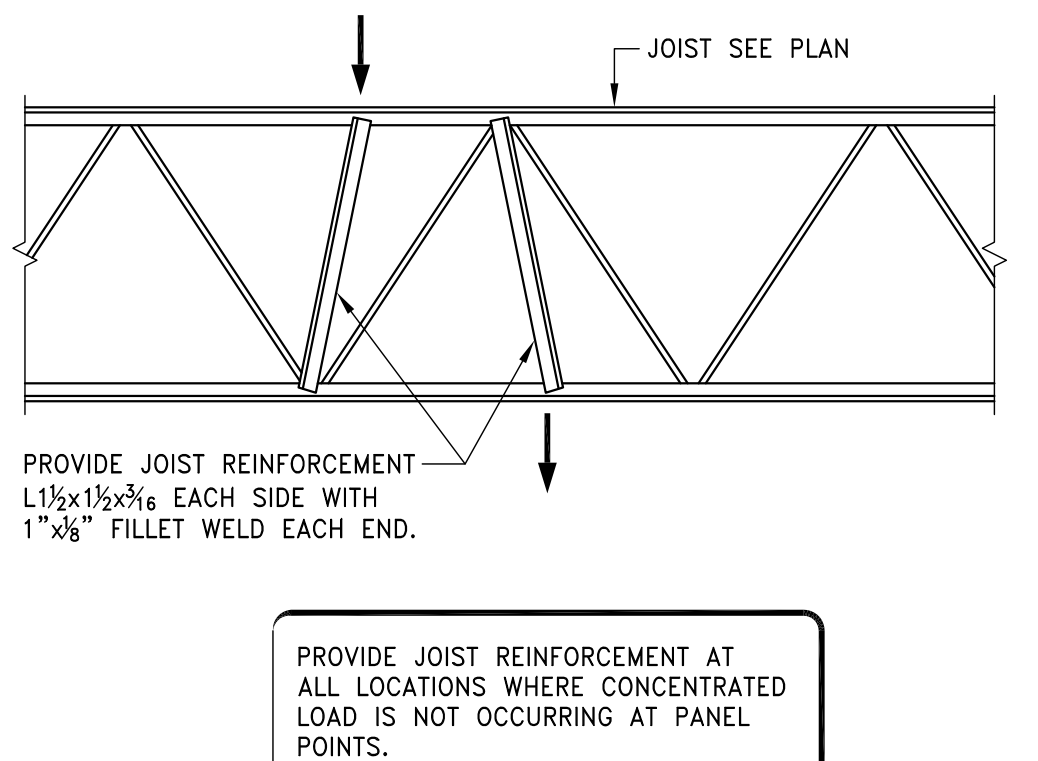 JOIST SEE PLAN
PROVIDE JOIST REINFORCEMENT
L1½x1½x³⁄₁₆ EACH SIDE WITH
1"x⅛" FILLET WELD EACH END.
PROVIDE JOIST REINFORCEMENT AT
ALL LOCATIONS WHERE CONCENTRATED
LOAD IS NOT OCCURRING AT PANEL
POINTS.